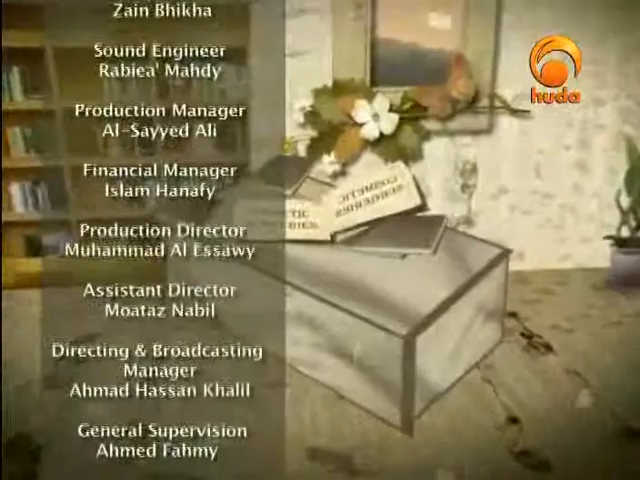 Zain Bhikha
Sound Engineer
Rabiea' Mahdy
Production Manager
Al-Sayyed Ali
Financial Manager
Islam Hanafy
Production Director
Muhammad Al Essawy
Assistant Director
Moataz Nabil
Directing & Broadcasting
Manager
Ahmad Hassan Khalil
General Supervision
Ahmed Fahmy
huda